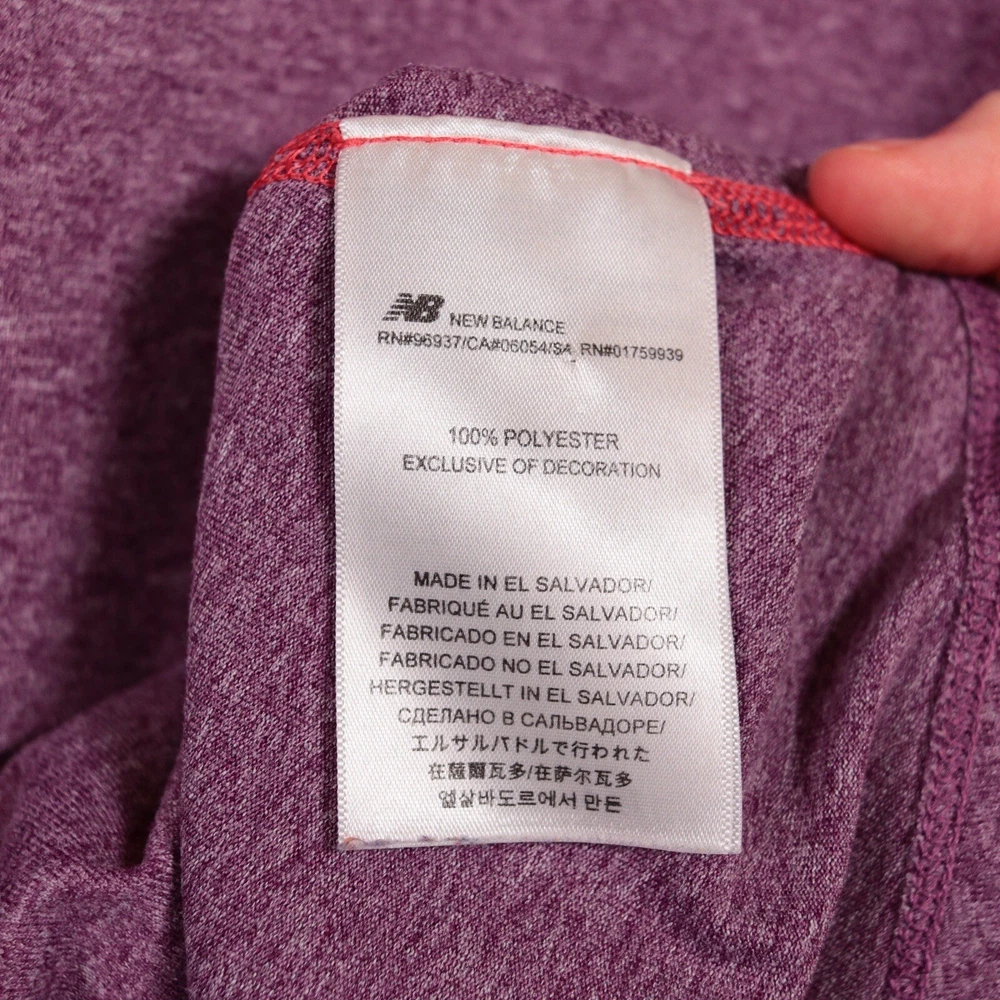 NB NEW BALANCE
RN#96937/CA#06054/SA, RN#01759939
100% POLYESTER
EXCLUSIVE OF DECORATION
MADE IN EL SALVADOR/
FABRIQUÉ AU EL SALVADOR/
FABRICADO EN EL SALVADOR/
FABRICADO NO EL SALVADOR/
HERGESTELLT IN EL SALVADOR/
СДЕЛАНО В САЛЬВАДОРЕ/
エルサルバドルで行われた
在薩爾瓦多/在萨尔瓦多
엘살바도르에서 만든